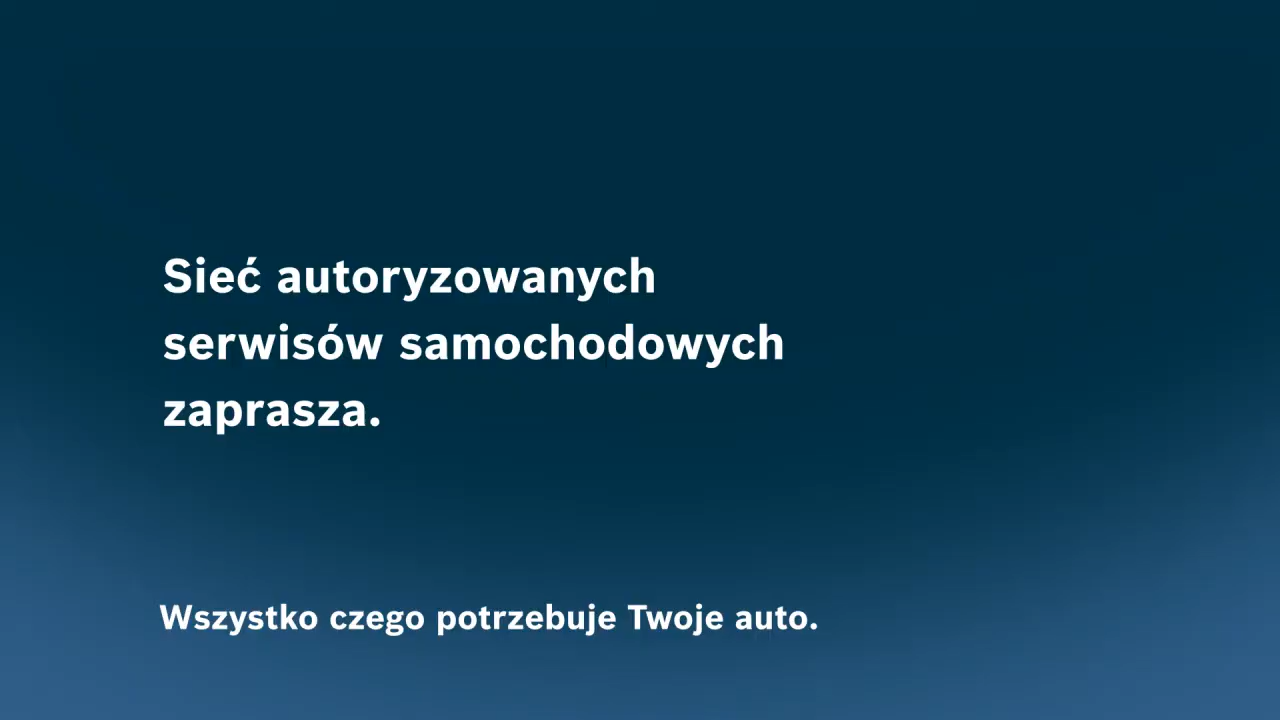 Sieć autoryzowanych
serwisów samochodowych
zaprasza.
Wszystko czego potrzebuje Twoje auto.